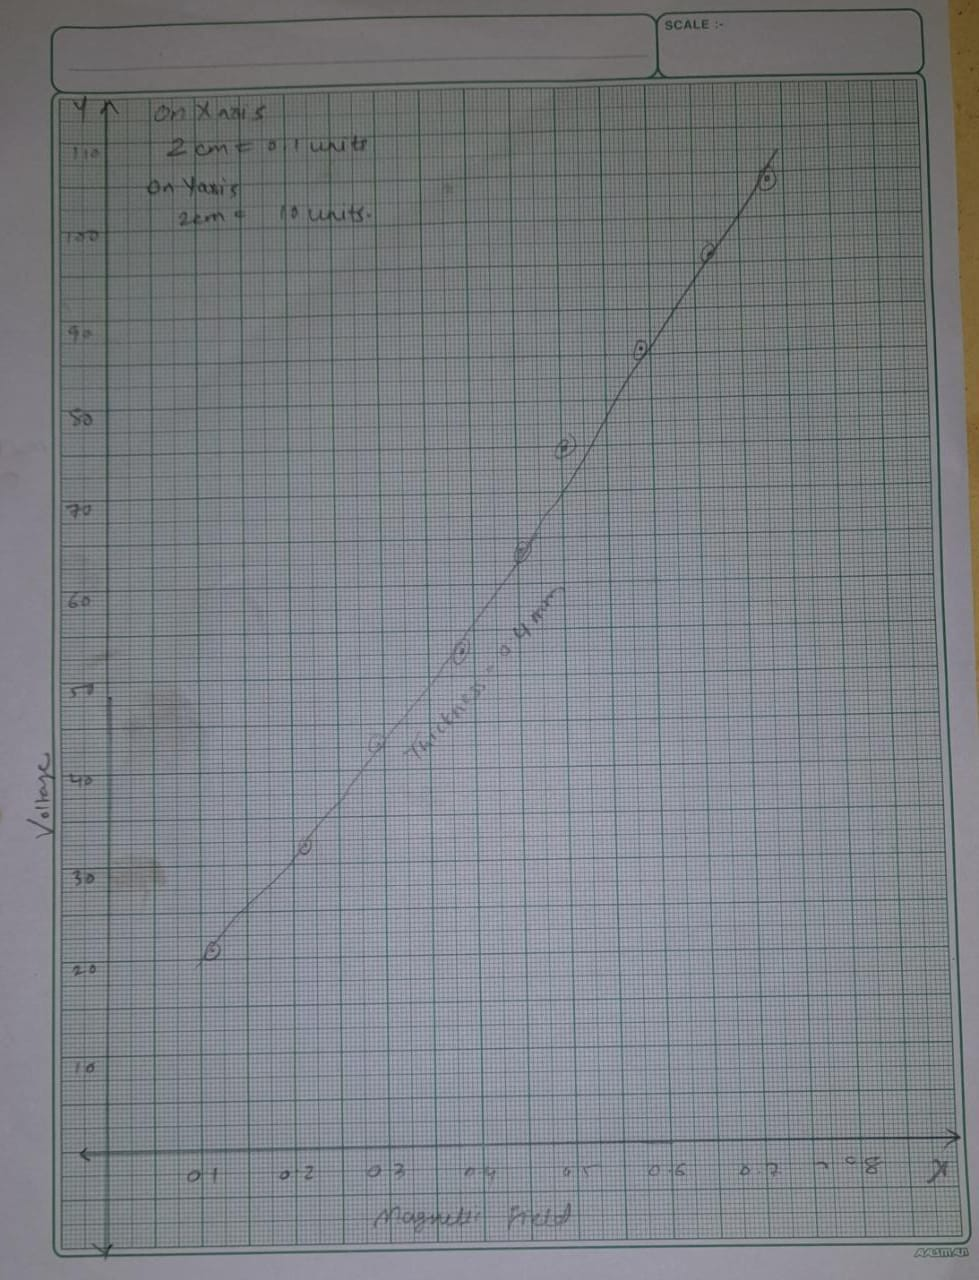 SCALE :-
Y
On X axis
2 cm = 0.1 units
On Y axis
2cm = 10 units.
110
100
90
80
70
60
50
40
30
20
10
Voltage
Thickness - 0.4 mm
0.1 0.2 0.3 0.4 0.5 0.6 0.7 0.8 X
Magnetic Field
AASMAN